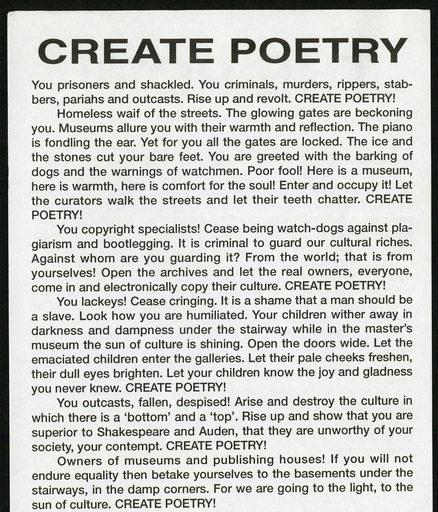 CREATE POETRY
You prisoners and shackled. You criminals, murders, rippers, stab-
bers, pariahs and outcasts. Rise up and revolt. CREATE POETRY!
Homeless waif of the streets. The glowing gates are beckoning
you. Museums allure you with their warmth and reflection. The piano
is fondling the ear. Yet for you all the gates are locked. The ice and
the stones cut your bare feet. You are greeted with the barking of
dogs and the warnings of watchmen. Poor fool! Here is a museum,
here is warmth, here is comfort for the soul! Enter and occupy it! Let
the curators walk the streets and let their teeth chatter. CREATE
POETRY!
You copyright specialists! Cease being watch-dogs against pla-
giarism and bootlegging. It is criminal to guard our cultural riches.
Against whom are you guarding it? From the world; that is from
yourselves! Open the archives and let the real owners, everyone,
come in and electronically copy their culture. CREATE POETRY!
You lackeys! Cease cringing. It is a shame that a man should be
a slave. Look how you are humiliated. Your children wither away in
darkness and dampness under the stairway while in the master's
museum the sun of culture is shining. Open the doors wide. Let the
emaciated children enter the galleries. Let their pale cheeks freshen,
their dull eyes brighten. Let your children know the joy and gladness
you never knew. CREATE POETRY!
You outcasts, fallen, despised! Arise and destroy the culture in
which there is a 'bottom' and a 'top'. Rise up and show that you are
superior to Shakespeare and Auden, that they are unworthy of your
society, your contempt. CREATE POETRY!
Owners of museums and publishing houses! If you will not
endure equality then betake yourselves to the basements under the
stairways, in the damp corners. For we are going to the light, to the
sun of culture. CREATE POETRY!